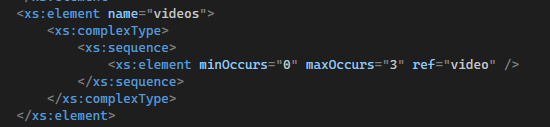 <xs:element name="videos">
<xs:complexType>
<xs:sequence>
<xs:element minOccurs="0" maxOccurs="3" ref="video" />
</xs:sequence>
</xs:complexType>
</xs:element>